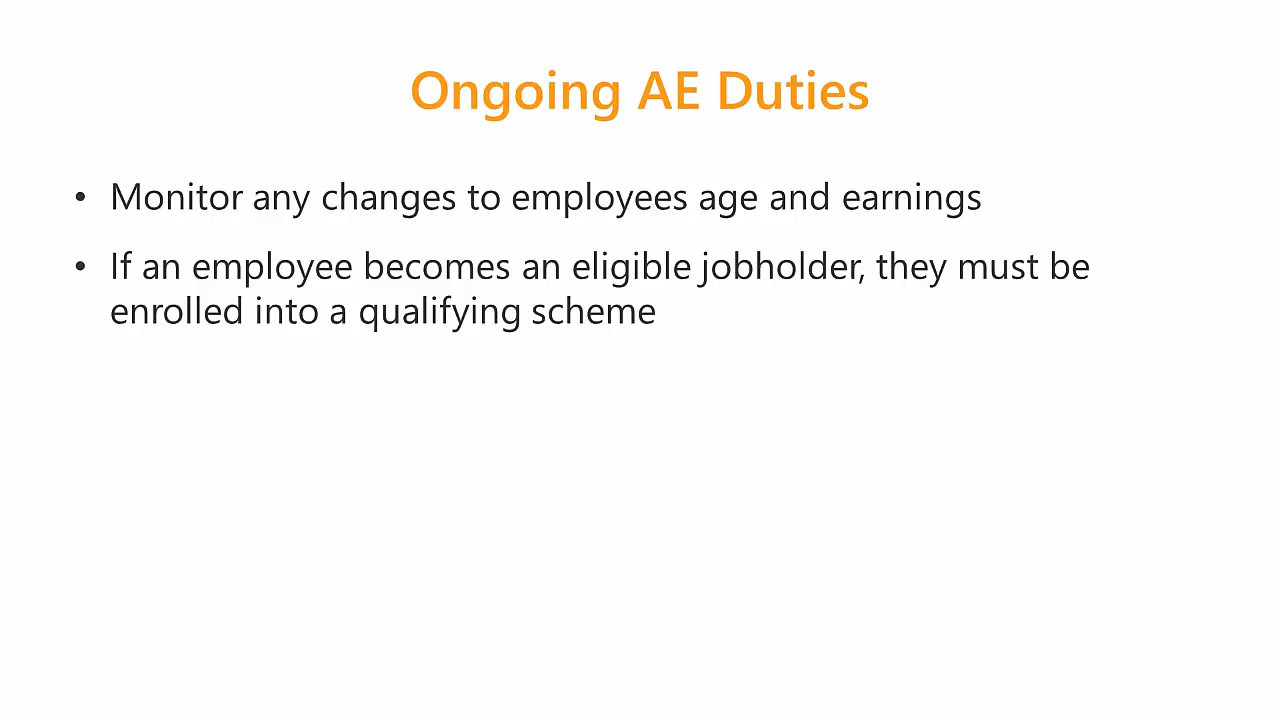 Ongoing AE Duties
• Monitor any changes to employees age and earnings
• If an employee becomes an eligible jobholder, they must be
enrolled into a qualifying scheme